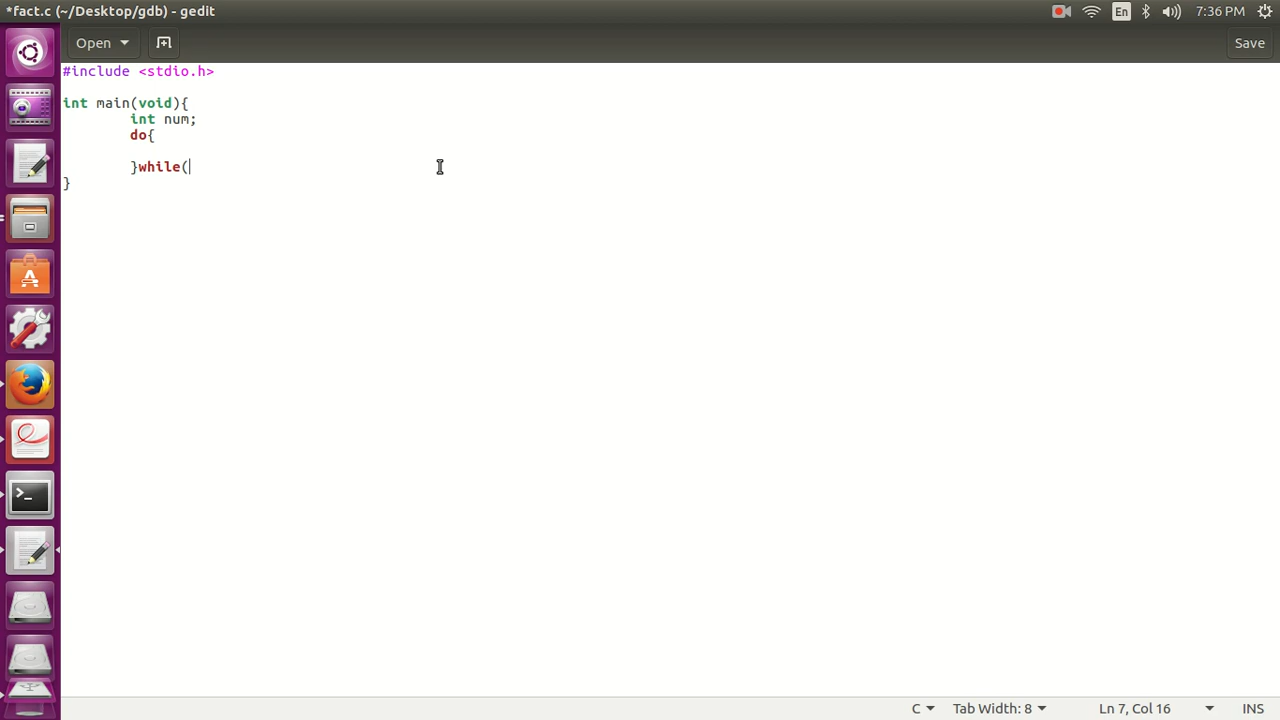 *fact.c (~/Desktop/gdb) - gedit
En
7:36 PM
Open
Save
#include <stdio.h>
int main(void){
int num;
do{
}while(
}
C
Tab Width: 8
Ln 7, Col 16
INS